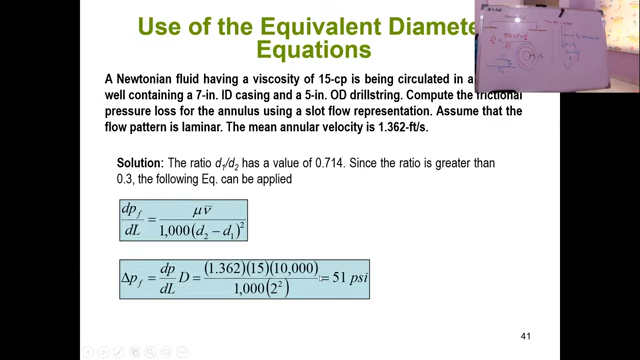 Use of the Equivalent Diamete
Equations
A Newtonian fluid having a viscosity of 15-cp is being circulated in a
well containing a 7-in. ID casing and a 5-in. OD drillstring. Compute the frictional
pressure loss for the annulus using a slot flow representation. Assume that the
flow pattern is laminar. The mean annular velocity is 1.362-ft/s.
Solution: The ratio d₁/d₂ has a value of 0.714. Since the ratio is greater than
0.3, the following Eq. can be applied
dp_f/dL = μv̄ / 1,000(d₂ − d₁)²
Δp_f = dp/dL D = (1.362)(15)(10,000) / 1,000(2²) = 51 psi
41